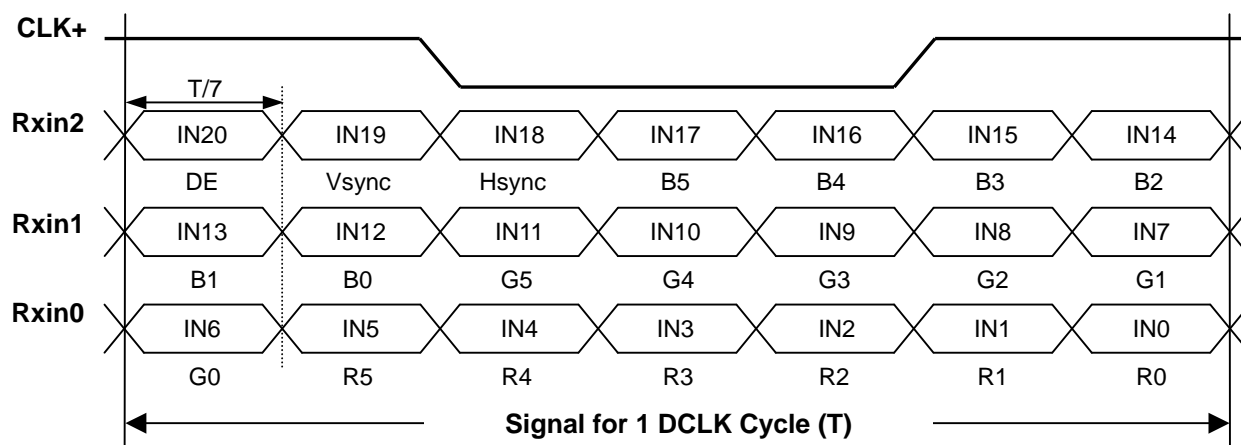 CLK+
T/7
Rxin2
IN20 IN19 IN18 IN17 IN16 IN15 IN14
DE Vsync Hsync B5 B4 B3 B2
Rxin1
IN13 IN12 IN11 IN10 IN9 IN8 IN7
B1 B0 G5 G4 G3 G2 G1
Rxin0
IN6 IN5 IN4 IN3 IN2 IN1 IN0
G0 R5 R4 R3 R2 R1 R0
Signal for 1 DCLK Cycle (T)